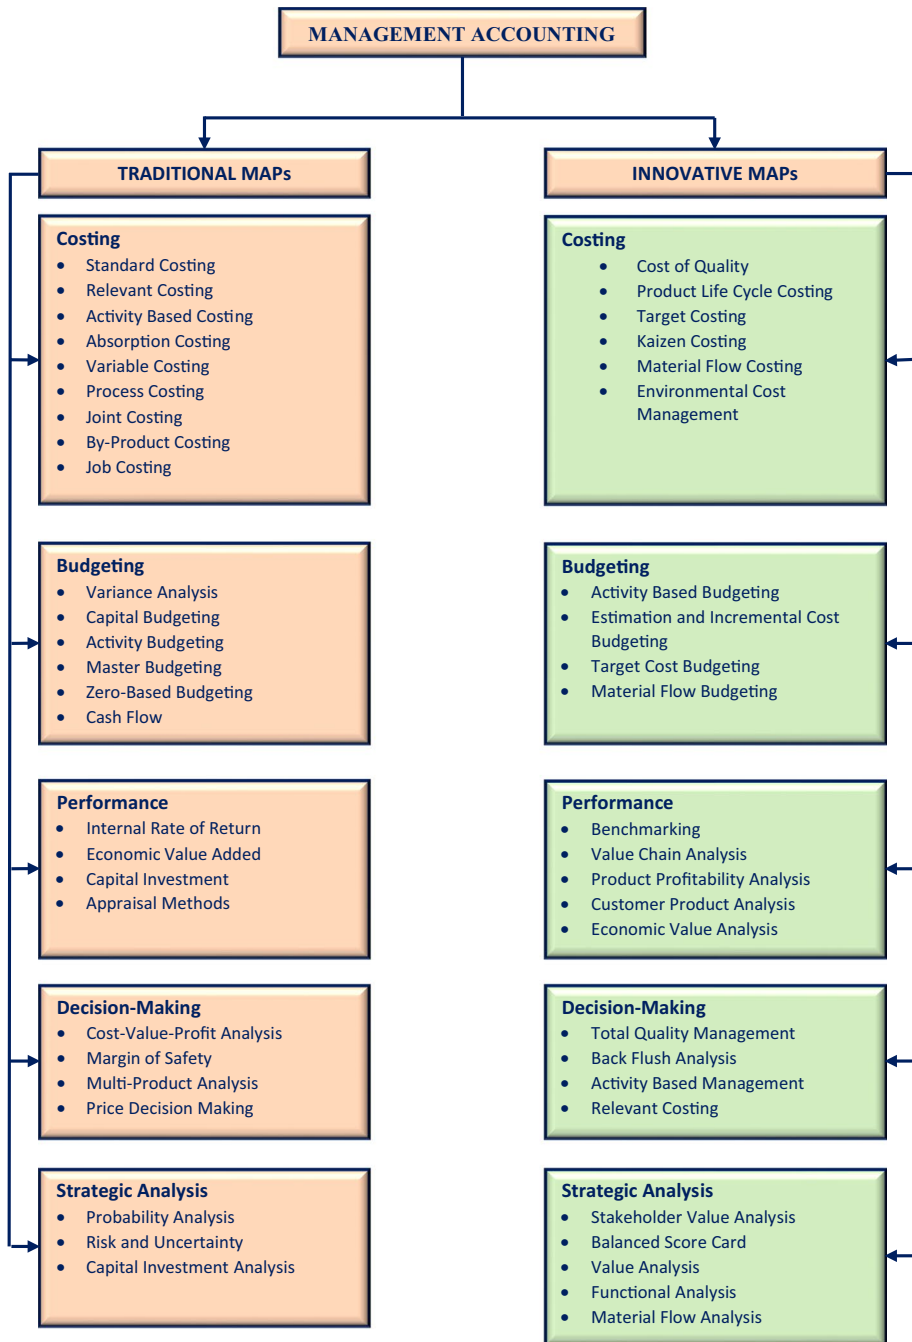 MANAGEMENT ACCOUNTING
TRADITIONAL MAPs
Costing
• Standard Costing
• Relevant Costing
• Activity Based Costing
• Absorption Costing
• Variable Costing
• Process Costing
• Joint Costing
• By-Product Costing
• Job Costing
Budgeting
• Variance Analysis
• Capital Budgeting
• Activity Budgeting
• Master Budgeting
• Zero-Based Budgeting
• Cash Flow
Performance
• Internal Rate of Return
• Economic Value Added
• Capital Investment
• Appraisal Methods
Decision-Making
• Cost-Value-Profit Analysis
• Margin of Safety
• Multi-Product Analysis
• Price Decision Making
Strategic Analysis
• Probability Analysis
• Risk and Uncertainty
• Capital Investment Analysis
INNOVATIVE MAPs
Costing
• Cost of Quality
• Product Life Cycle Costing
• Target Costing
• Kaizen Costing
• Material Flow Costing
• Environmental Cost
Management
Budgeting
• Activity Based Budgeting
• Estimation and Incremental Cost
Budgeting
• Target Cost Budgeting
• Material Flow Budgeting
Performance
• Benchmarking
• Value Chain Analysis
• Product Profitability Analysis
• Customer Product Analysis
• Economic Value Analysis
Decision-Making
• Total Quality Management
• Back Flush Analysis
• Activity Based Management
• Relevant Costing
Strategic Analysis
• Stakeholder Value Analysis
• Balanced Score Card
• Value Analysis
• Functional Analysis
• Material Flow Analysis